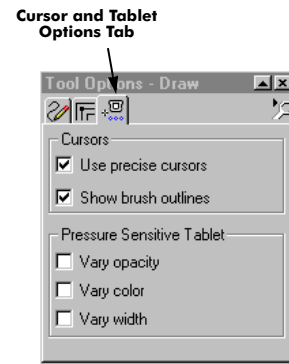 Cursor and Tablet
Options Tab
Tool Options - Draw
Cursors
Use precise cursors
Show brush outlines
Pressure Sensitive Tablet
Vary opacity
Vary color
Vary width